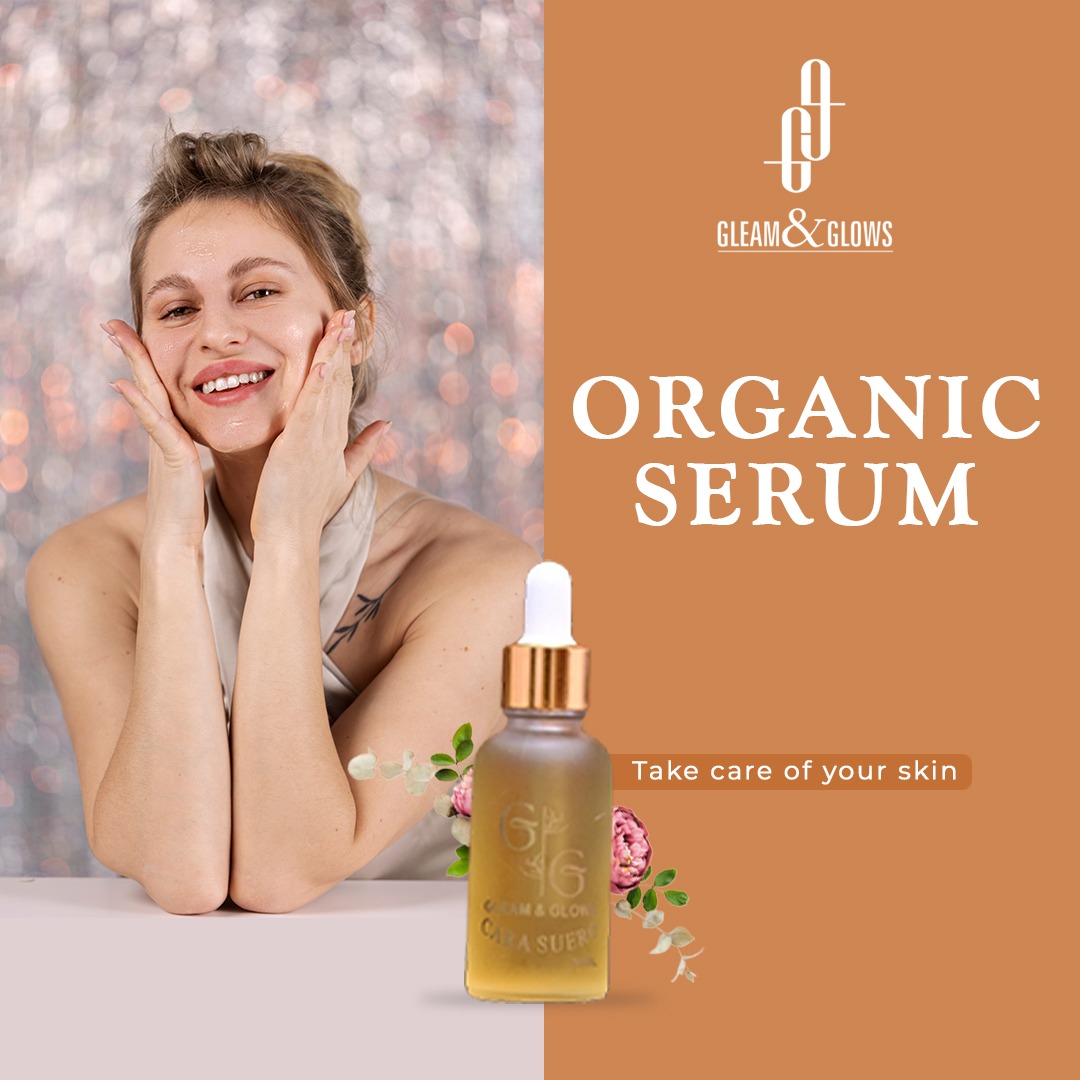 GLEAM & GLOWS
ORGANIC
SERUM
Take care of your skin
G
G
GLEAM & GLOWS
CARA SUERO